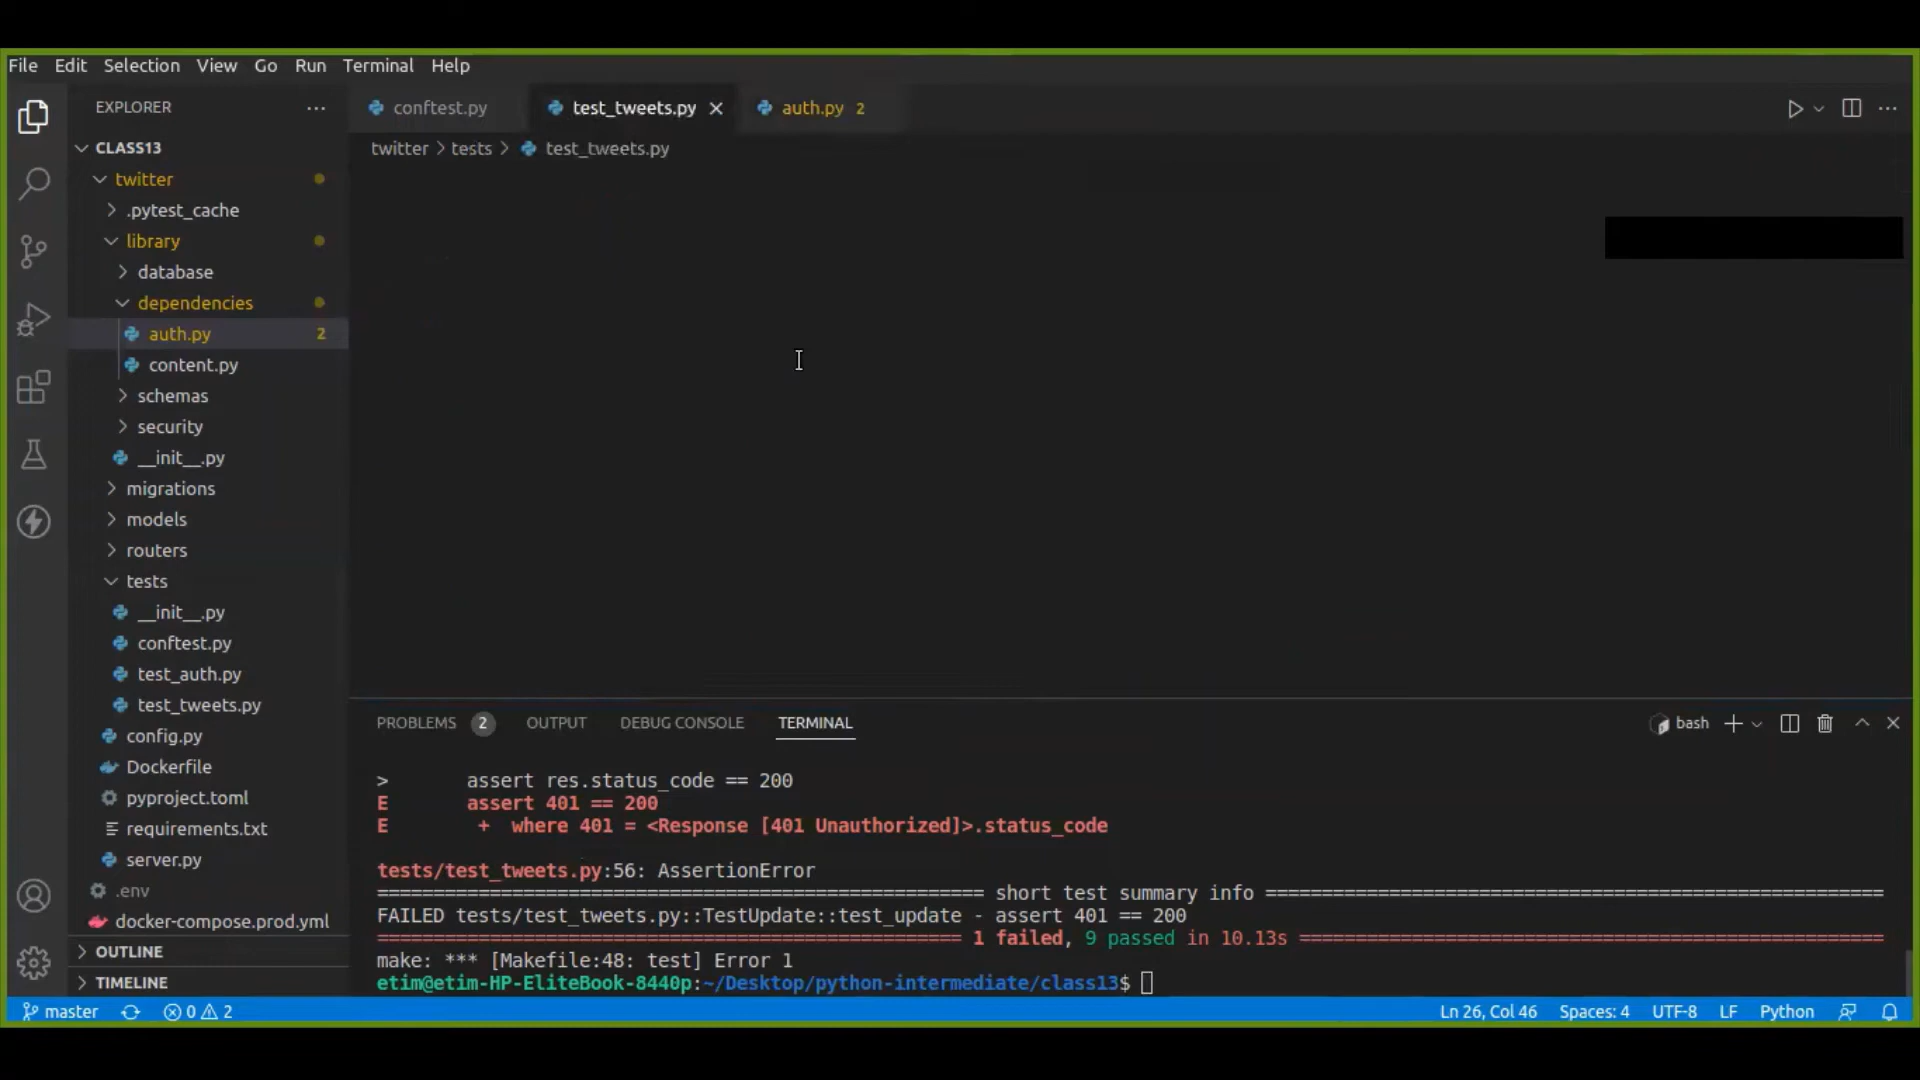 File Edit Selection View Go Run Terminal Help
EXPLORER
CLASS13
twitter
.pytest_cache
library
database
dependencies
auth.py 2
content.py
schemas
security
__init__.py
migrations
models
routers
tests
__init__.py
conftest.py
test_auth.py
test_tweets.py
config.py
Dockerfile
pyproject.toml
requirements.txt
server.py
.env
docker-compose.prod.yml
OUTLINE
TIMELINE
conftest.py test_tweets.py auth.py 2
twitter > tests > test_tweets.py
PROBLEMS 2 OUTPUT DEBUG CONSOLE TERMINAL bash
> assert res.status_code == 200
E assert 401 == 200
E + where 401 = <Response [401 Unauthorized]>.status_code
tests/test_tweets.py:56: AssertionError
=============== short test summary info ===============
FAILED tests/test_tweets.py::TestUpdate::test_update - assert 401 == 200
=============== 1 failed, 9 passed in 10.13s ===============
make: *** [Makefile:48: test] Error 1
etim@etim-HP-EliteBook-8440p:~/Desktop/python-intermediate/class13$
master 0 2 Ln 26, Col 46 Spaces: 4 UTF-8 LF Python